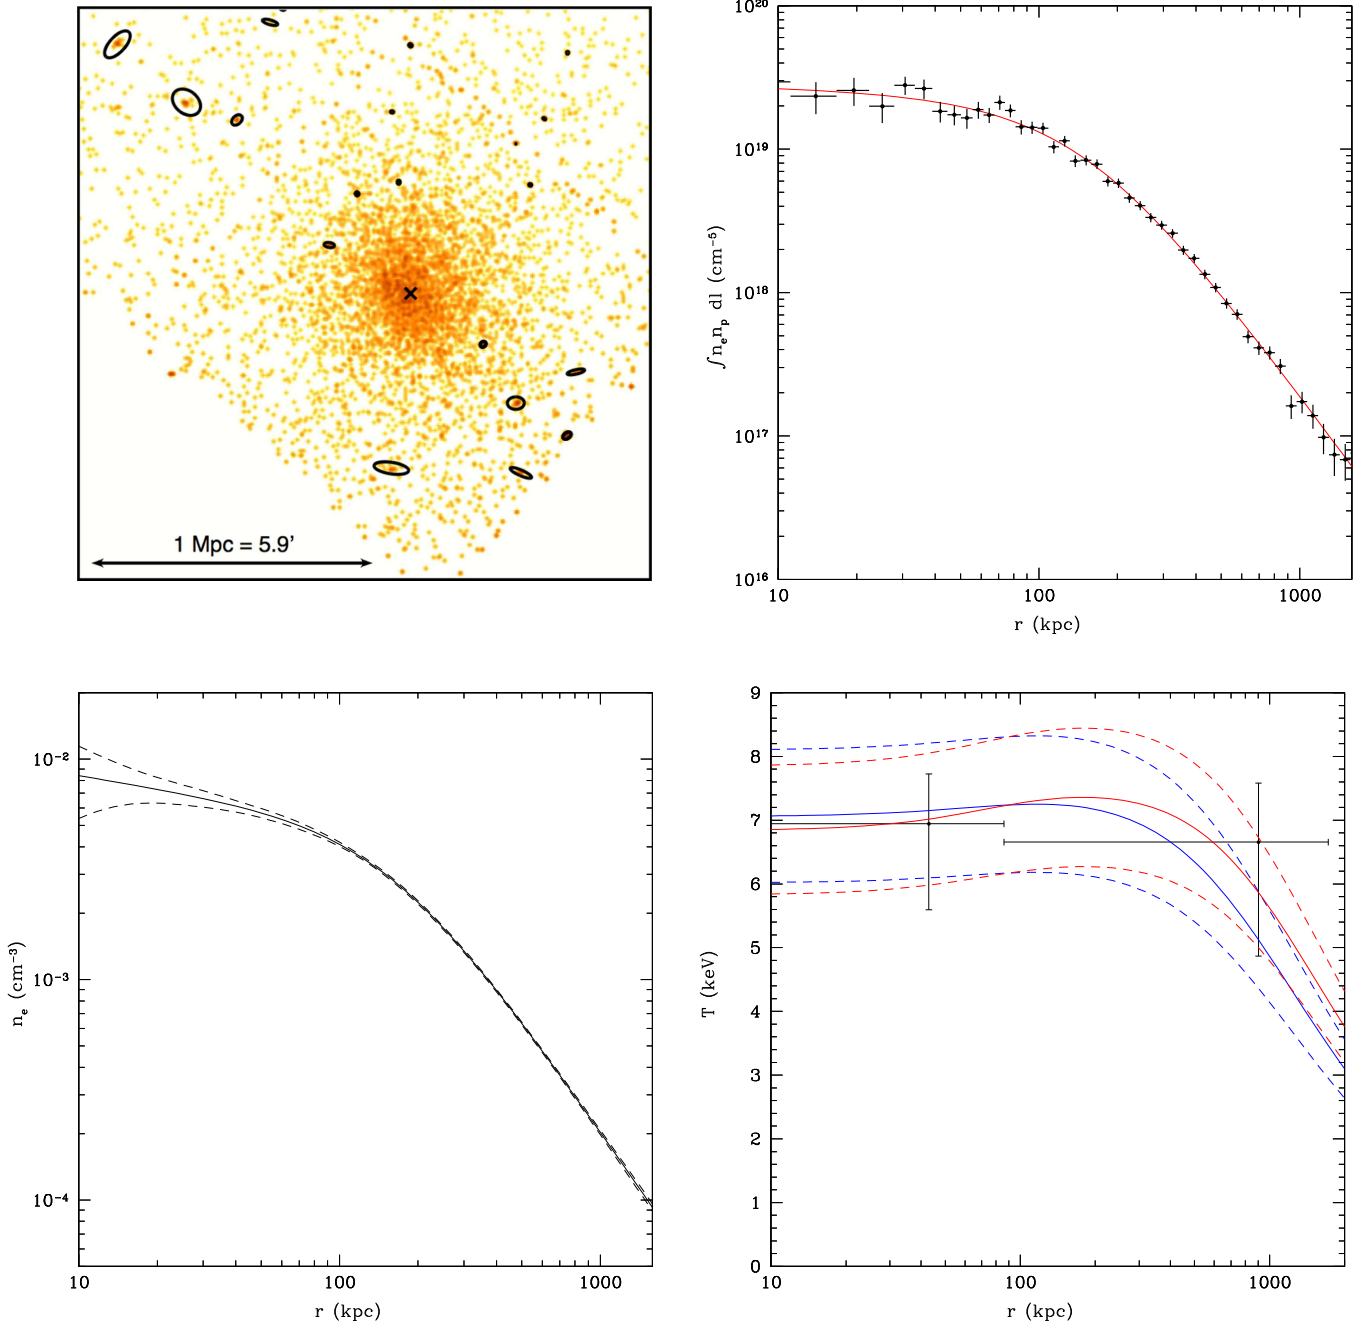 1 Mpc = 5.9'
10²⁰
10¹⁹
10¹⁸
10¹⁷
10¹⁶
∫nₑnₚ dl (cm⁻⁵)
10 100 1000
r (kpc)
10⁻²
10⁻³
10⁻⁴
nₑ (cm⁻³)
10 100 1000
r (kpc)
9
8
7
6
5
4
3
2
1
0
T (keV)
10 100 1000
r (kpc)